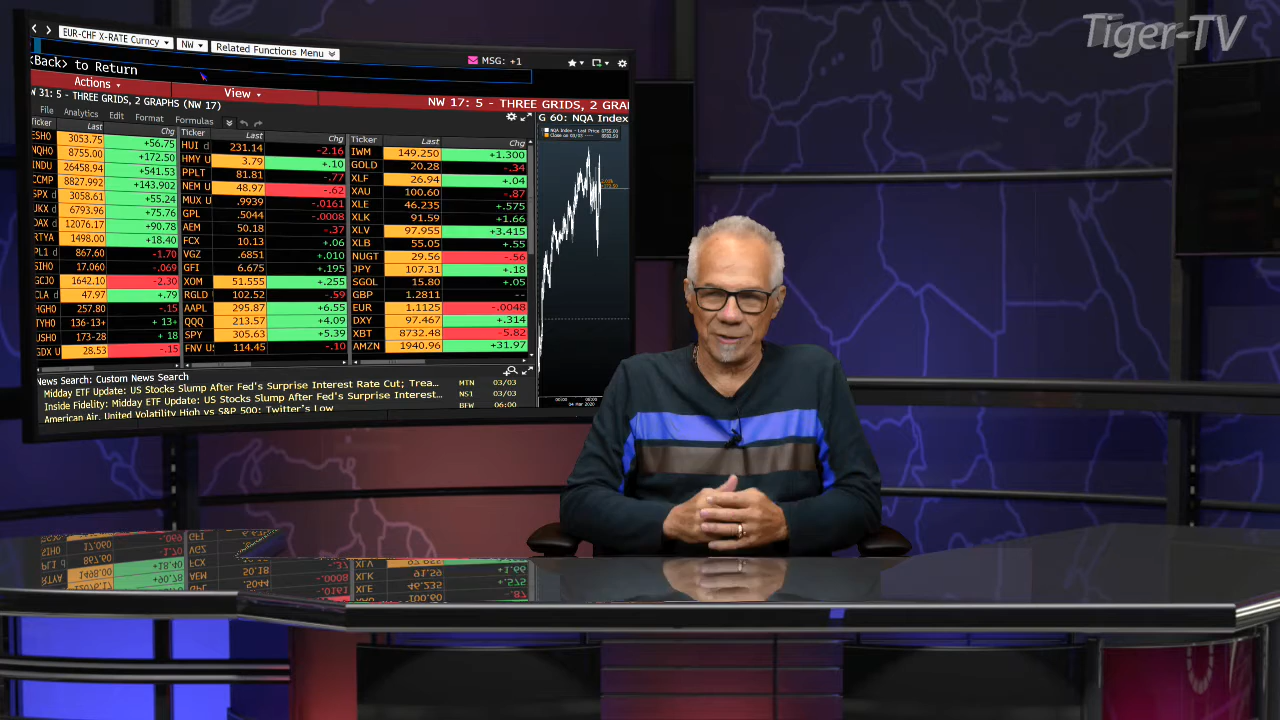 Tiger-TV
EUR-CHF X-RATE Curncy NW Related Functions Menu
MSG: +1
<Back> to Return
Actions View
W 31: 5 - THREE GRIDS, 2 GRAPHS (NW 17) NW 17: 5 - THREE GRIDS, 2 GRA
File Analytics Edit Format Formulas G 60: NQA Index
NQA Index - Last Price 8755.00
Ticker Last Chg Ticker Last Chg Ticker Last Chg
ESH0 3053.75 +56.75 HUI d 231.14 -2.16 IWM 149.250 +1.300
NQH0 8755.00 +172.50 HMY U 3.79 +.10 GOLD 20.28 -.34
INDU 26458.94 +541.53 PPLT 81.81 -.77 XLF 26.94 +.04
CCMP 8827.992 +143.902 NEM U 48.97 -.62 XAU 100.60 -.87
SPX d 3058.61 +55.24 MUX U .9939 -.0161 XLE 46.235 +.575
UKX d 6793.96 +75.76 GPL .5044 -.0008 XLK 91.59 +1.66
DAX d 12076.17 +90.78 AEM 50.18 -.37 XLV 97.955 +3.415
RTYA 1498.00 +18.40 FCX 10.13 +.06 XLB 55.05 +.55
PL1 d 867.60 -1.70 VGZ .6851 +.010 NUGT 29.56 -.56
SIH0 17.060 -.069 GFI 6.675 +.195 JPY 107.31 +.18
GCJ0 1642.10 -2.30 XOM 51.555 +.255 SGOL 15.80 +.05
CLA d 47.97 +.79 RGLD 102.52 -.59 GBP 1.2811 --
HGH0 257.80 -.15 AAPL 295.87 +6.55 EUR 1.1125 -.0048
TYH0 136-13+ + 13+ QQQ 213.57 +4.09 DXY 97.467 +.314
USH0 173-28 + 18 SPY 305.63 +5.39 XBT 8732.48 -5.82
GDX U 28.53 -.15 FNV US 114.45 -.10 AMZN 1940.96 +31.97
News Search: Custom News Search
Midday ETF Update: US Stocks Slump After Fed's Surprise Interest Rate Cut; Trea... MTN 03/03
Inside Fidelity: Midday ETF Update: US Stocks Slump After Fed's Surprise Interest... NS1 03/03
American Air, United Volatility High vs S&P 500: Twitter's Low BFW 06:00
04 Mar 2020